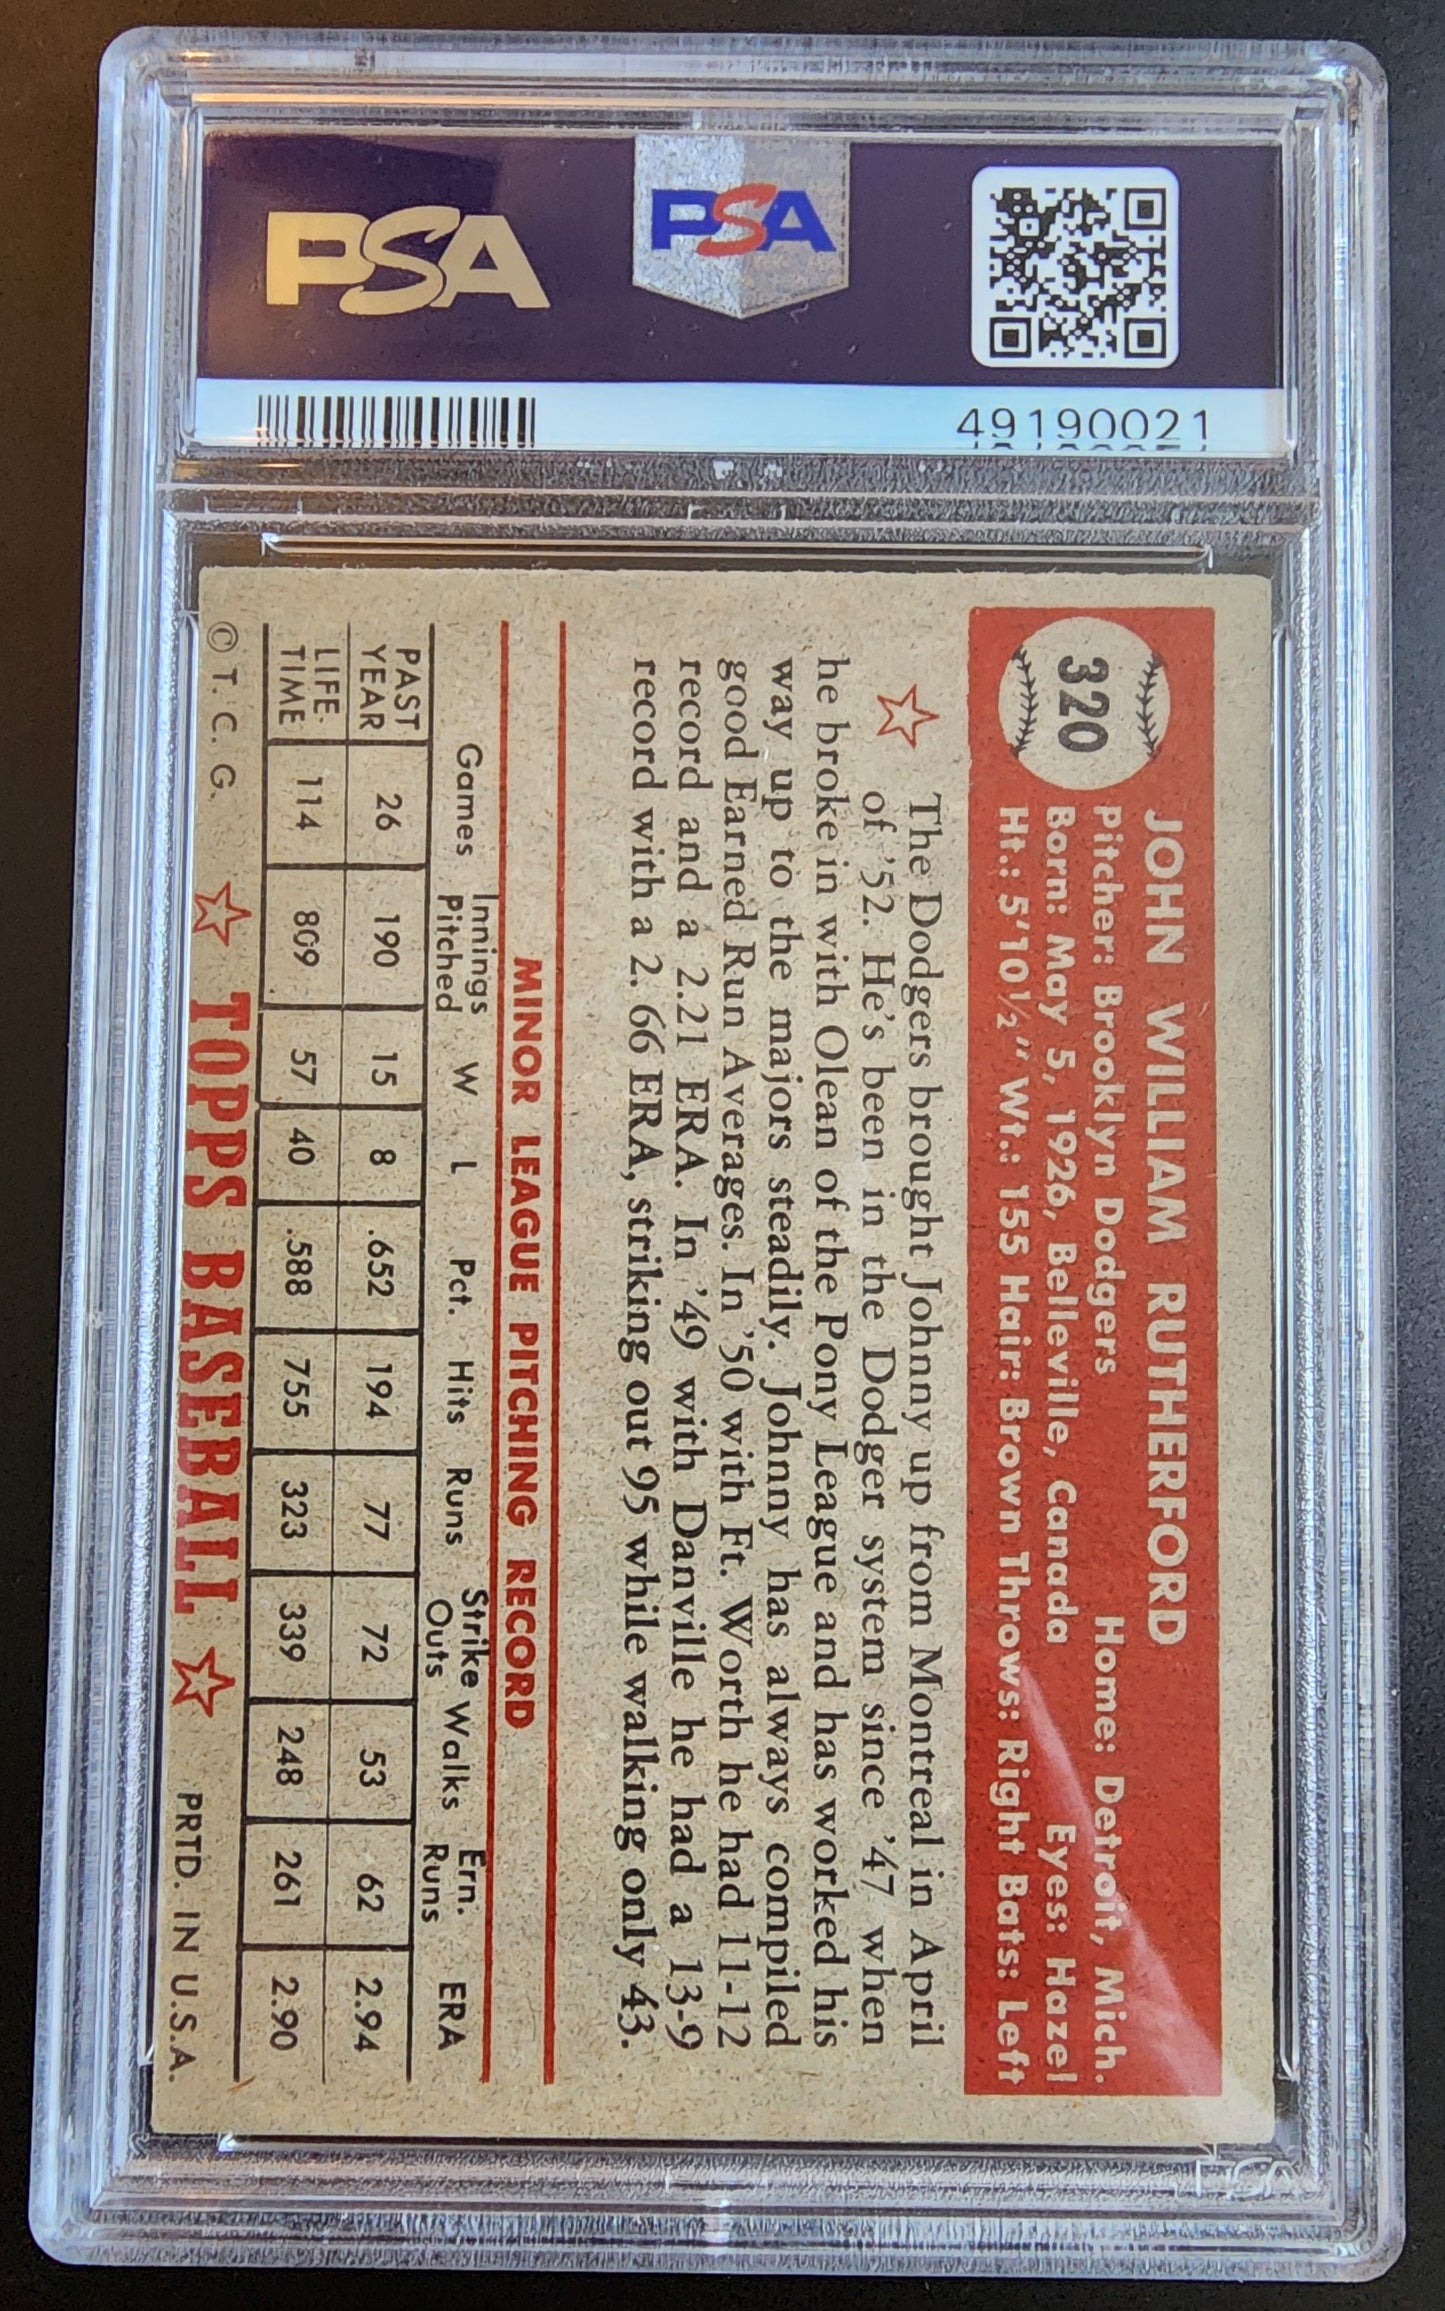 PSA
PSA
49190021
320
JOHN WILLIAM RUTHERFORD
Pitcher: Brooklyn Dodgers Home: Detroit, Mich.
Born: May 5, 1926, Belleville, Canada Eyes: Hazel
Ht.: 5'10½" Wt.: 155 Hair: Brown Throws: Right Bats: Left
The Dodgers brought Johnny up from Montreal in April
of '52. He's been in the Dodger system since '47 when
he broke in with Olean of the Pony League and has worked his
way up to the majors steadily. Johnny has always compiled
good Earned Run Averages. In '50 with Ft. Worth he had 11-12
record and a 2.21 ERA. In '49 with Danville he had a 13-9
record with a 2. 66 ERA, striking out 95 while walking only 43.
MINOR LEAGUE PITCHING RECORD
Games Innings Pitched W L Pct. Hits Runs Strike Outs Walks Ern. Runs ERA
PAST YEAR 26 190 15 8 .652 194 77 72 53 62 2.94
LIFE-TIME 114 809 57 40 .588 755 323 339 248 261 2.90
© T. C. G. TOPPS BASEBALL PRTD. IN U.S.A.